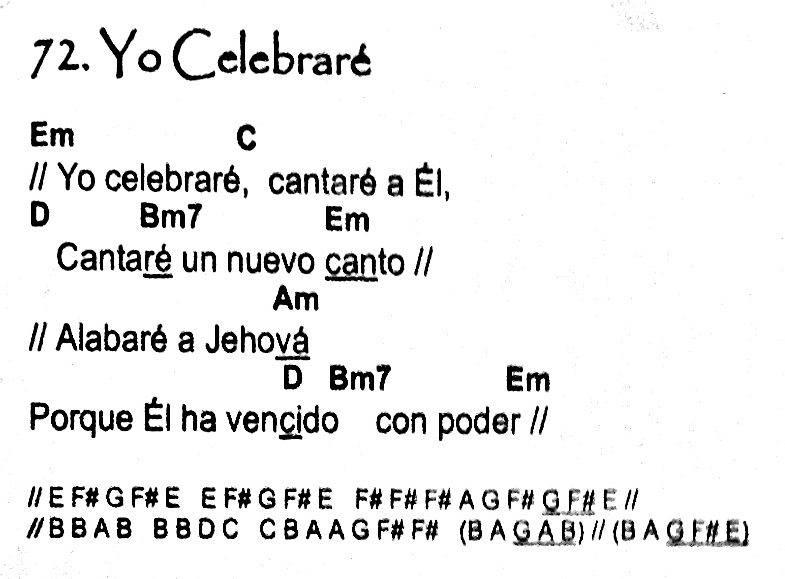 72. Yo Celebraré
Em C
// Yo celebraré, cantaré a Él,
D Bm7 Em
Cantaré un nuevo canto //
Am
// Alabaré a Jehová
D Bm7 Em
Porque Él ha vencido con poder //
// E F# G F# E E F# G F# E F# F# F# A G F# G F# E //
// B B A B B B D C C B A A G F# F# (B A G A B) // (B A G F# E)